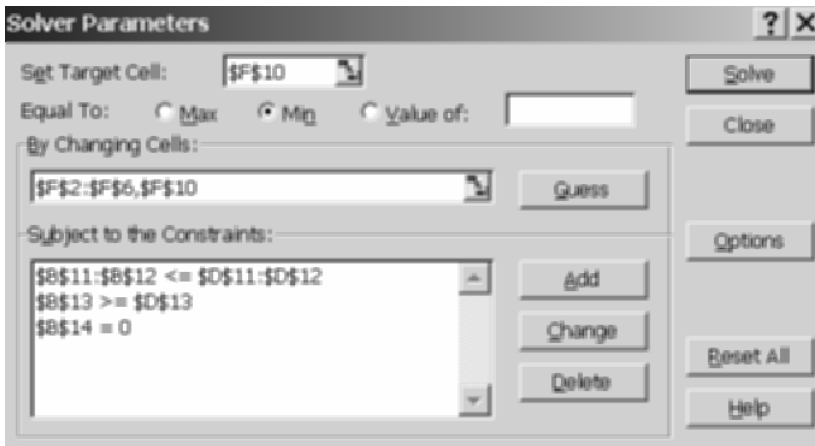 Solver Parameters ? X
Set Target Cell: $F$10 Solve
Equal To: Max Min Value of: Close
By Changing Cells:
$F$2:$F$6,$F$10 Guess
Subject to the Constraints: Options
$B$11:$B$12 <= $D$11:$D$12 Add
$B$13 >= $D$13
$B$14 = 0 Change
Reset All
Delete
Help